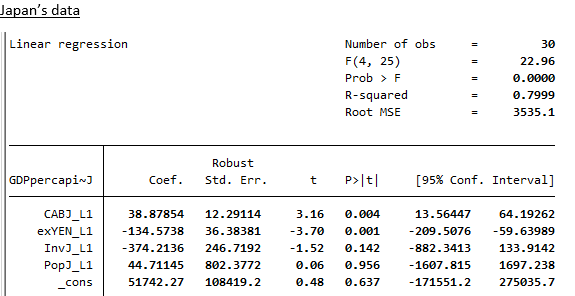 Japan's data
Linear regression Number of obs = 30
F(4, 25) = 22.96
Prob > F = 0.0000
R-squared = 0.7999
Root MSE = 3535.1
Robust
GDPpercapi~J Coef. Std. Err. t P>|t| [95% Conf. Interval]
CABJ_L1 38.87854 12.29114 3.16 0.004 13.56447 64.19262
exYEN_L1 -134.5738 36.38381 -3.70 0.001 -209.5076 -59.63989
InvJ_L1 -374.2136 246.7192 -1.52 0.142 -882.3413 133.9142
PopJ_L1 44.71145 802.3772 0.06 0.956 -1607.815 1697.238
_cons 51742.27 108419.2 0.48 0.637 -171551.2 275035.7